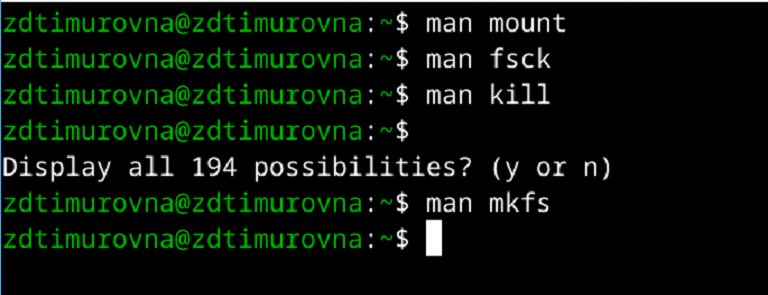 zdtimurovna@zdtimurovna:~$ man mount
zdtimurovna@zdtimurovna:~$ man fsck
zdtimurovna@zdtimurovna:~$ man kill
zdtimurovna@zdtimurovna:~$
Display all 194 possibilities? (y or n)
zdtimurovna@zdtimurovna:~$ man mkfs
zdtimurovna@zdtimurovna:~$